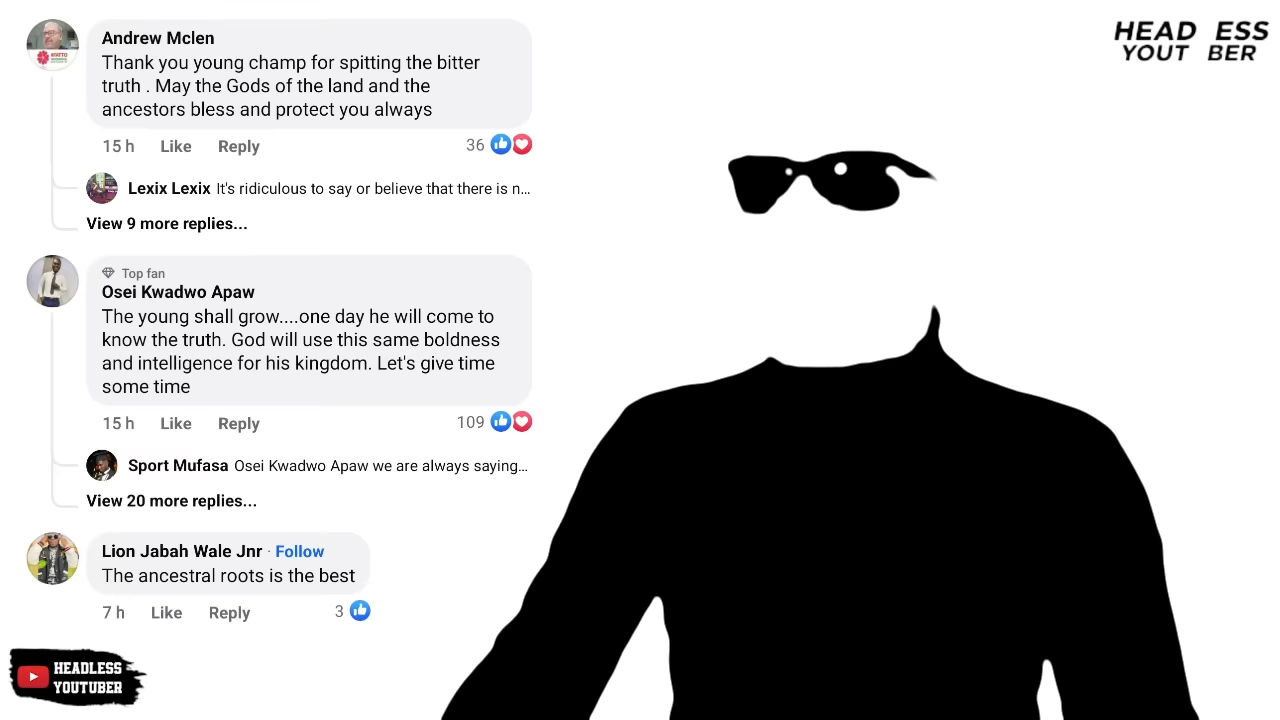 Andrew Mclen
Thank you young champ for spitting the bitter
truth . May the Gods of the land and the
ancestors bless and protect you always
15 h Like Reply 36
Lexix Lexix It's ridiculous to say or believe that there is n...
View 9 more replies...
Top fan
Osei Kwadwo Apaw
The young shall grow....one day he will come to
know the truth. God will use this same boldness
and intelligence for his kingdom. Let's give time
some time
15 h Like Reply 109
Sport Mufasa Osei Kwadwo Apaw we are always saying...
View 20 more replies...
Lion Jabah Wale Jnr · Follow
The ancestral roots is the best
7 h Like Reply 3
HEADLESS
YOUTUBER
HEAD ESS
YOUT BER